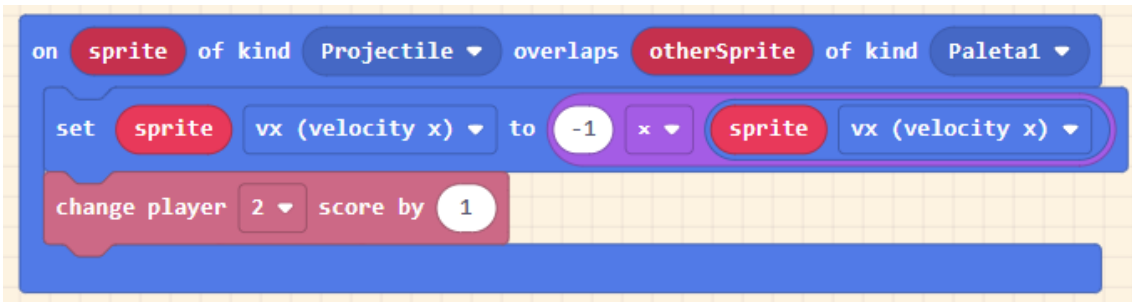 on sprite of kind Projectile overlaps otherSprite of kind Paleta1
set sprite vx (velocity x) to -1 x sprite vx (velocity x)
change player 2 score by 1